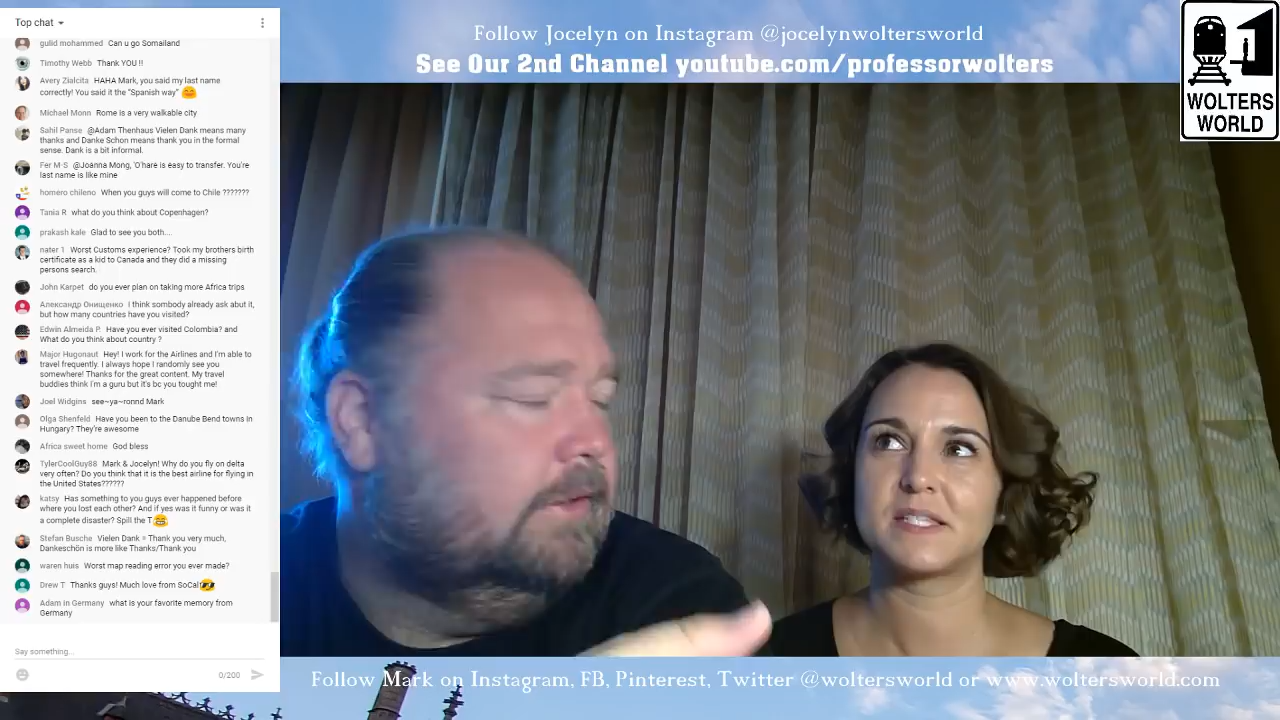 Top chat
gulid mohammed Can u go Somailand
Timothy Webb Thank YOU !!
Avery Zialcita HAHA Mark, you said my last name
correctly! You said it the "Spanish way"
Michael Monn Rome is a very walkable city
Sahil Panse @Adam Thenhaus Vielen Dank means many
thanks and Danke Schon means thank you in the formal
sense. Dank is a bit informal.
Fer M-S @Joanna Mong, 'O'hare is easy to transfer. You're
last name is like mine
homero chileno When you guys will come to Chile ???????
Tania R what do you think about Copenhagen?
prakash kale Glad to see you both....
nater 1 Worst Customs experience? Took my brothers birth
certificate as a kid to Canada and they did a missing
persons search.
John Karpet do you ever plan on taking more Africa trips
Александр Онищенко I think sombody already ask abut it,
but how many countries have you visited?
Edwin Almeida P. Have you ever visited Colombia? and
What do you think about country ?
Major Hugonaut Hey! I work for the Airlines and I'm able to
travel frequently. I always hope I randomly see you
somewhere! Thanks for the great content. My travel
buddies think I'm a guru but it's bc you tought me!
Joel Widgins see~ya~ronnd Mark
Olga Shenfeld Have you been to the Danube Bend towns in
Hungary? They're awesome
Africa sweet home God bless
TylerCoolGuy88 Mark & Jocelyn! Why do you fly on delta
very often? Do you think that it is the best airline for flying in
the United States??????
katsy Has something to you guys ever happened before
where you lost each other? And if yes was it funny or was it
a complete disaster? Spill the T
Stefan Busche Vielen Dank = Thank you very much,
Dankeschön is more like Thanks/Thank you
waren huis Worst map reading error you ever made?
Drew T Thanks guys! Much love from SoCal!
Adam in Germany what is your favorite memory from
Germany
Say something...
0/200
Follow Jocelyn on Instagram @jocelynwoltersworld
See Our 2nd Channel youtube.com/professorwolters
WOLTERS
WORLD
Follow Mark on Instagram, FB, Pinterest, Twitter @woltersworld or www.woltersworld.com